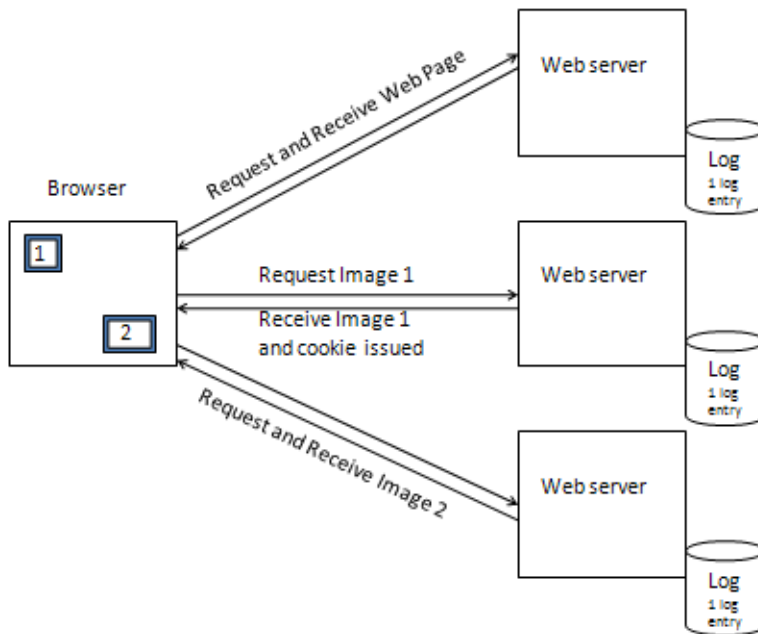 Web server
Request and Receive Web Page
Log
1 log
entry
Browser
1
2
Request Image 1
Receive Image 1
and cookie issued
Web server
Log
1 log
entry
Request and Receive Image 2
Web server
Log
1 log
entry